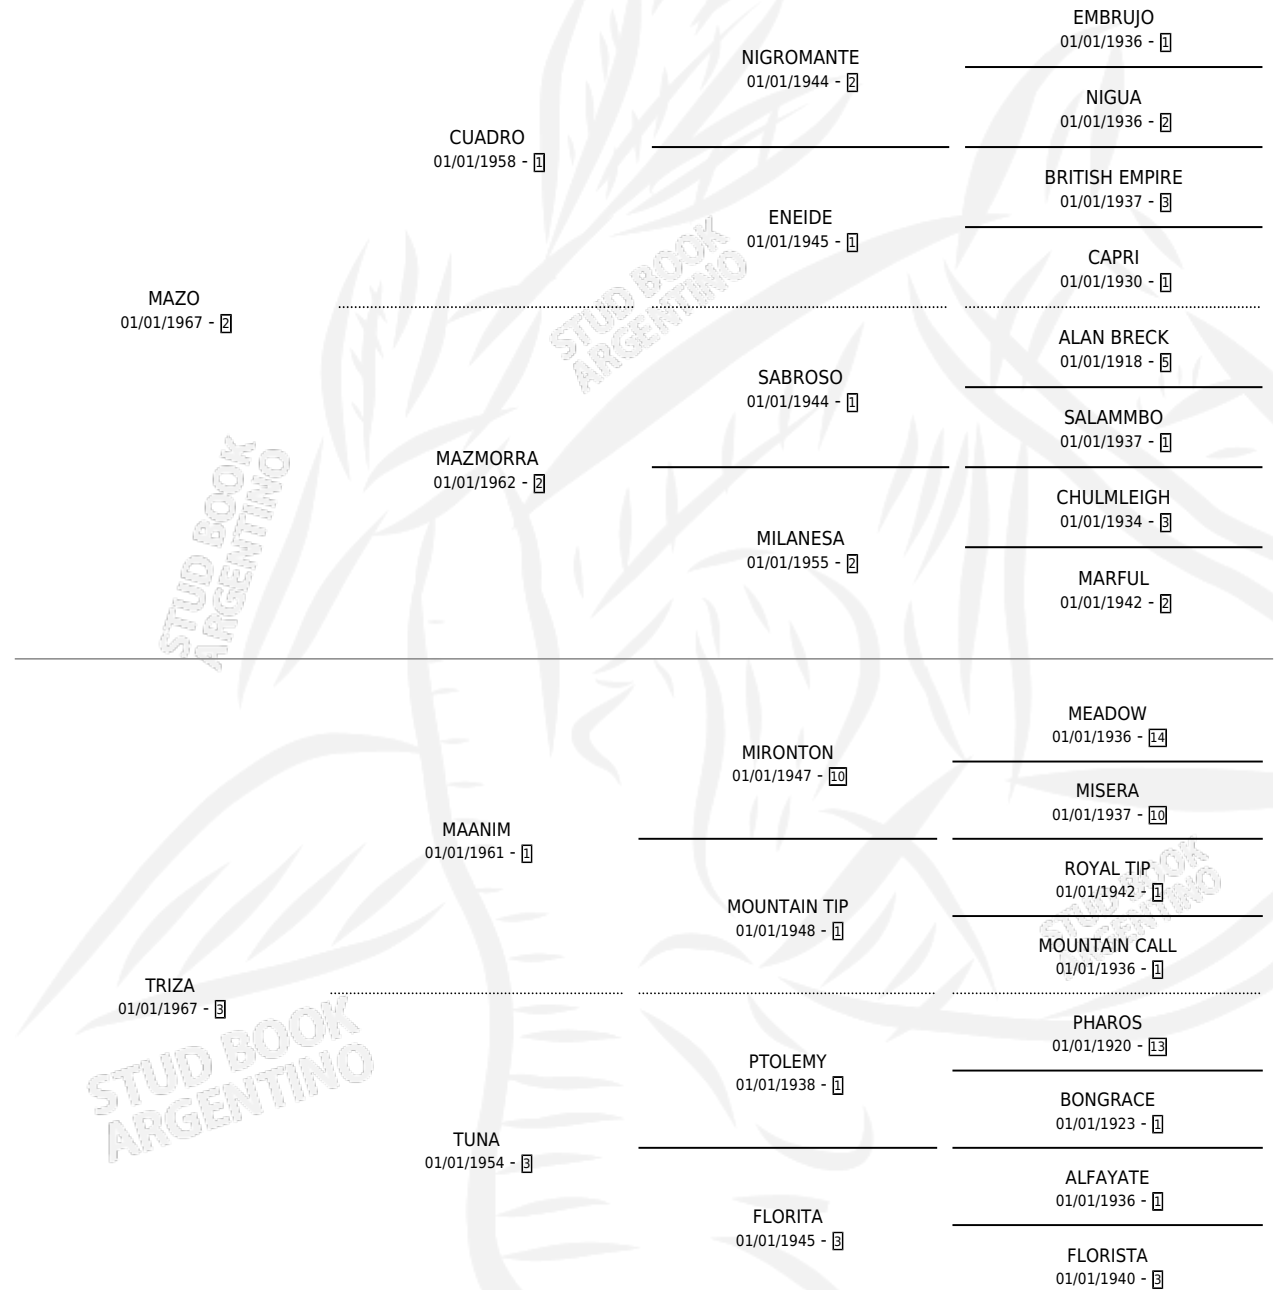 EMBRUJO
01/01/1936 - 1
NIGROMANTE
01/01/1944 - 2
NIGUA
01/01/1936 - 2
CUADRO
01/01/1958 - 1
BRITISH EMPIRE
01/01/1937 - 3
ENEIDE
01/01/1945 - 1
CAPRI
01/01/1930 - 1
MAZO
01/01/1967 - 2
ALAN BRECK
01/01/1918 - 5
SABROSO
01/01/1944 - 1
SALAMMBO
01/01/1937 - 1
MAZMORRA
01/01/1962 - 2
CHULMLEIGH
01/01/1934 - 3
MILANESA
01/01/1955 - 2
MARFUL
01/01/1942 - 2
STUD BOOK
ARGENTINO
STUD BOOK
ARGENTINO
MEADOW
01/01/1936 - 14
MIRONTON
01/01/1947 - 10
MISERA
01/01/1937 - 10
MAANIM
01/01/1961 - 1
ROYAL TIP
01/01/1942 - 1
MOUNTAIN TIP
01/01/1948 - 1
MOUNTAIN CALL
01/01/1936 - 1
TRIZA
01/01/1967 - 3
PHAROS
01/01/1920 - 13
PTOLEMY
01/01/1938 - 1
BONGRACE
01/01/1923 - 1
TUNA
01/01/1954 - 3
ALFAYATE
01/01/1936 - 1
FLORITA
01/01/1945 - 3
FLORISTA
01/01/1940 - 3
STUD BOOK
ARGENTINO
STUD BOOK
ARGENTINO